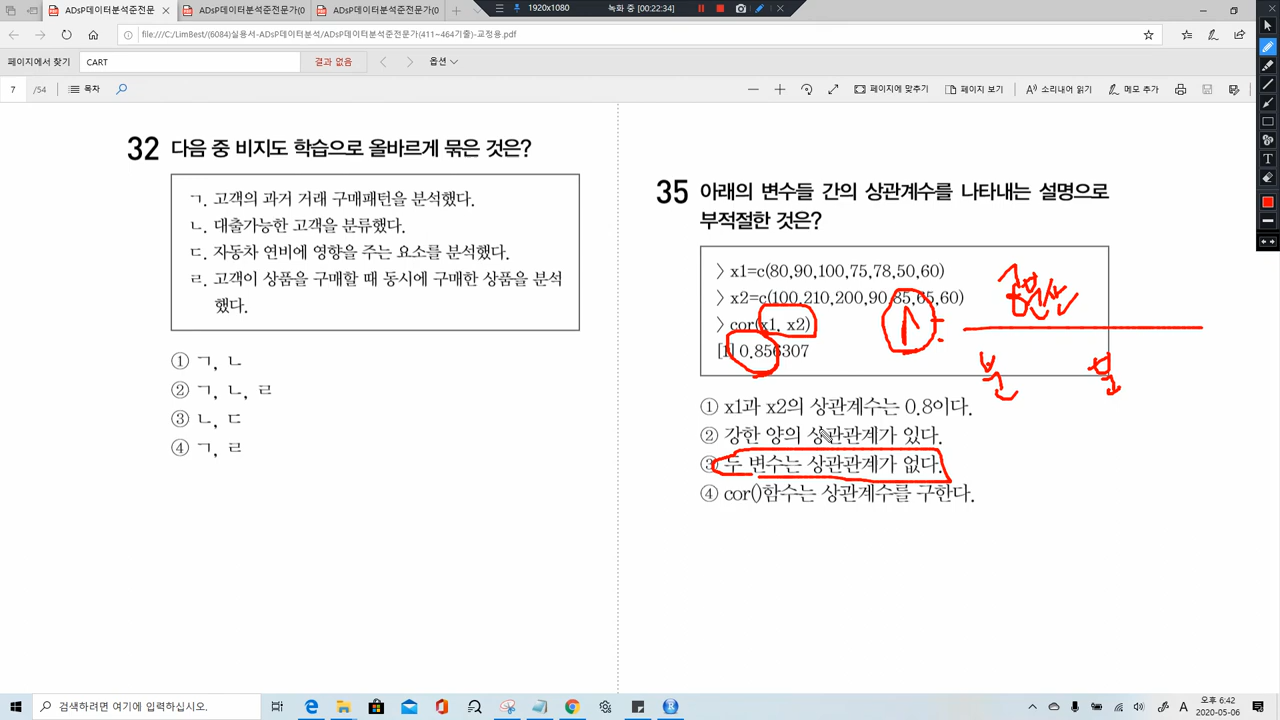 ADsP데이터분석준전문
ADsP데이터분석준전문가(0
ADsP데이터분석준전문가(0
1920x1080
녹화 중 [00:22:34]
file:///C:/LimBest/(6084)실용서-ADsP데이터분석/ADsP데이터분석준전문가(411~464기출)-교정용.pdf
페이지에서 찾기
CART
결과 없음
옵션
7
/54
목차
페이지에 맞추기
페이지 보기
소리내어 읽기
메모 추가
32 다음 중 비지도 학습으로 올바르게 묶은 것은?
ㄱ. 고객의 과거 거래 구매패턴을 분석했다.
ㄴ. 대출가능한 고객을 분류했다.
ㄷ. 자동차 연비에 영향을 주는 요소를 분석했다.
ㄹ. 고객이 상품을 구매할 때 동시에 구매한 상품을 분석
했다.
① ㄱ, ㄴ
② ㄱ, ㄴ, ㄹ
③ ㄴ, ㄷ
④ ㄱ, ㄹ
35 아래의 변수들 간의 상관계수를 나타내는 설명으로
부적절한 것은?
> x1=c(80,90,100,75,78,50,60)
> x2=c(100,210,200,90,85,65,60)
> cor(x1, x2)
[1] 0.856307
공분산
분
분
① x1과 x2의 상관계수는 0.8이다.
② 강한 양의 상관관계가 있다.
③ 두 변수는 상관관계가 없다.
④ cor()함수는 상관계수를 구한다.
검색하려면 여기에 입력하십시오.
A
오후 6:42
2020-05-06